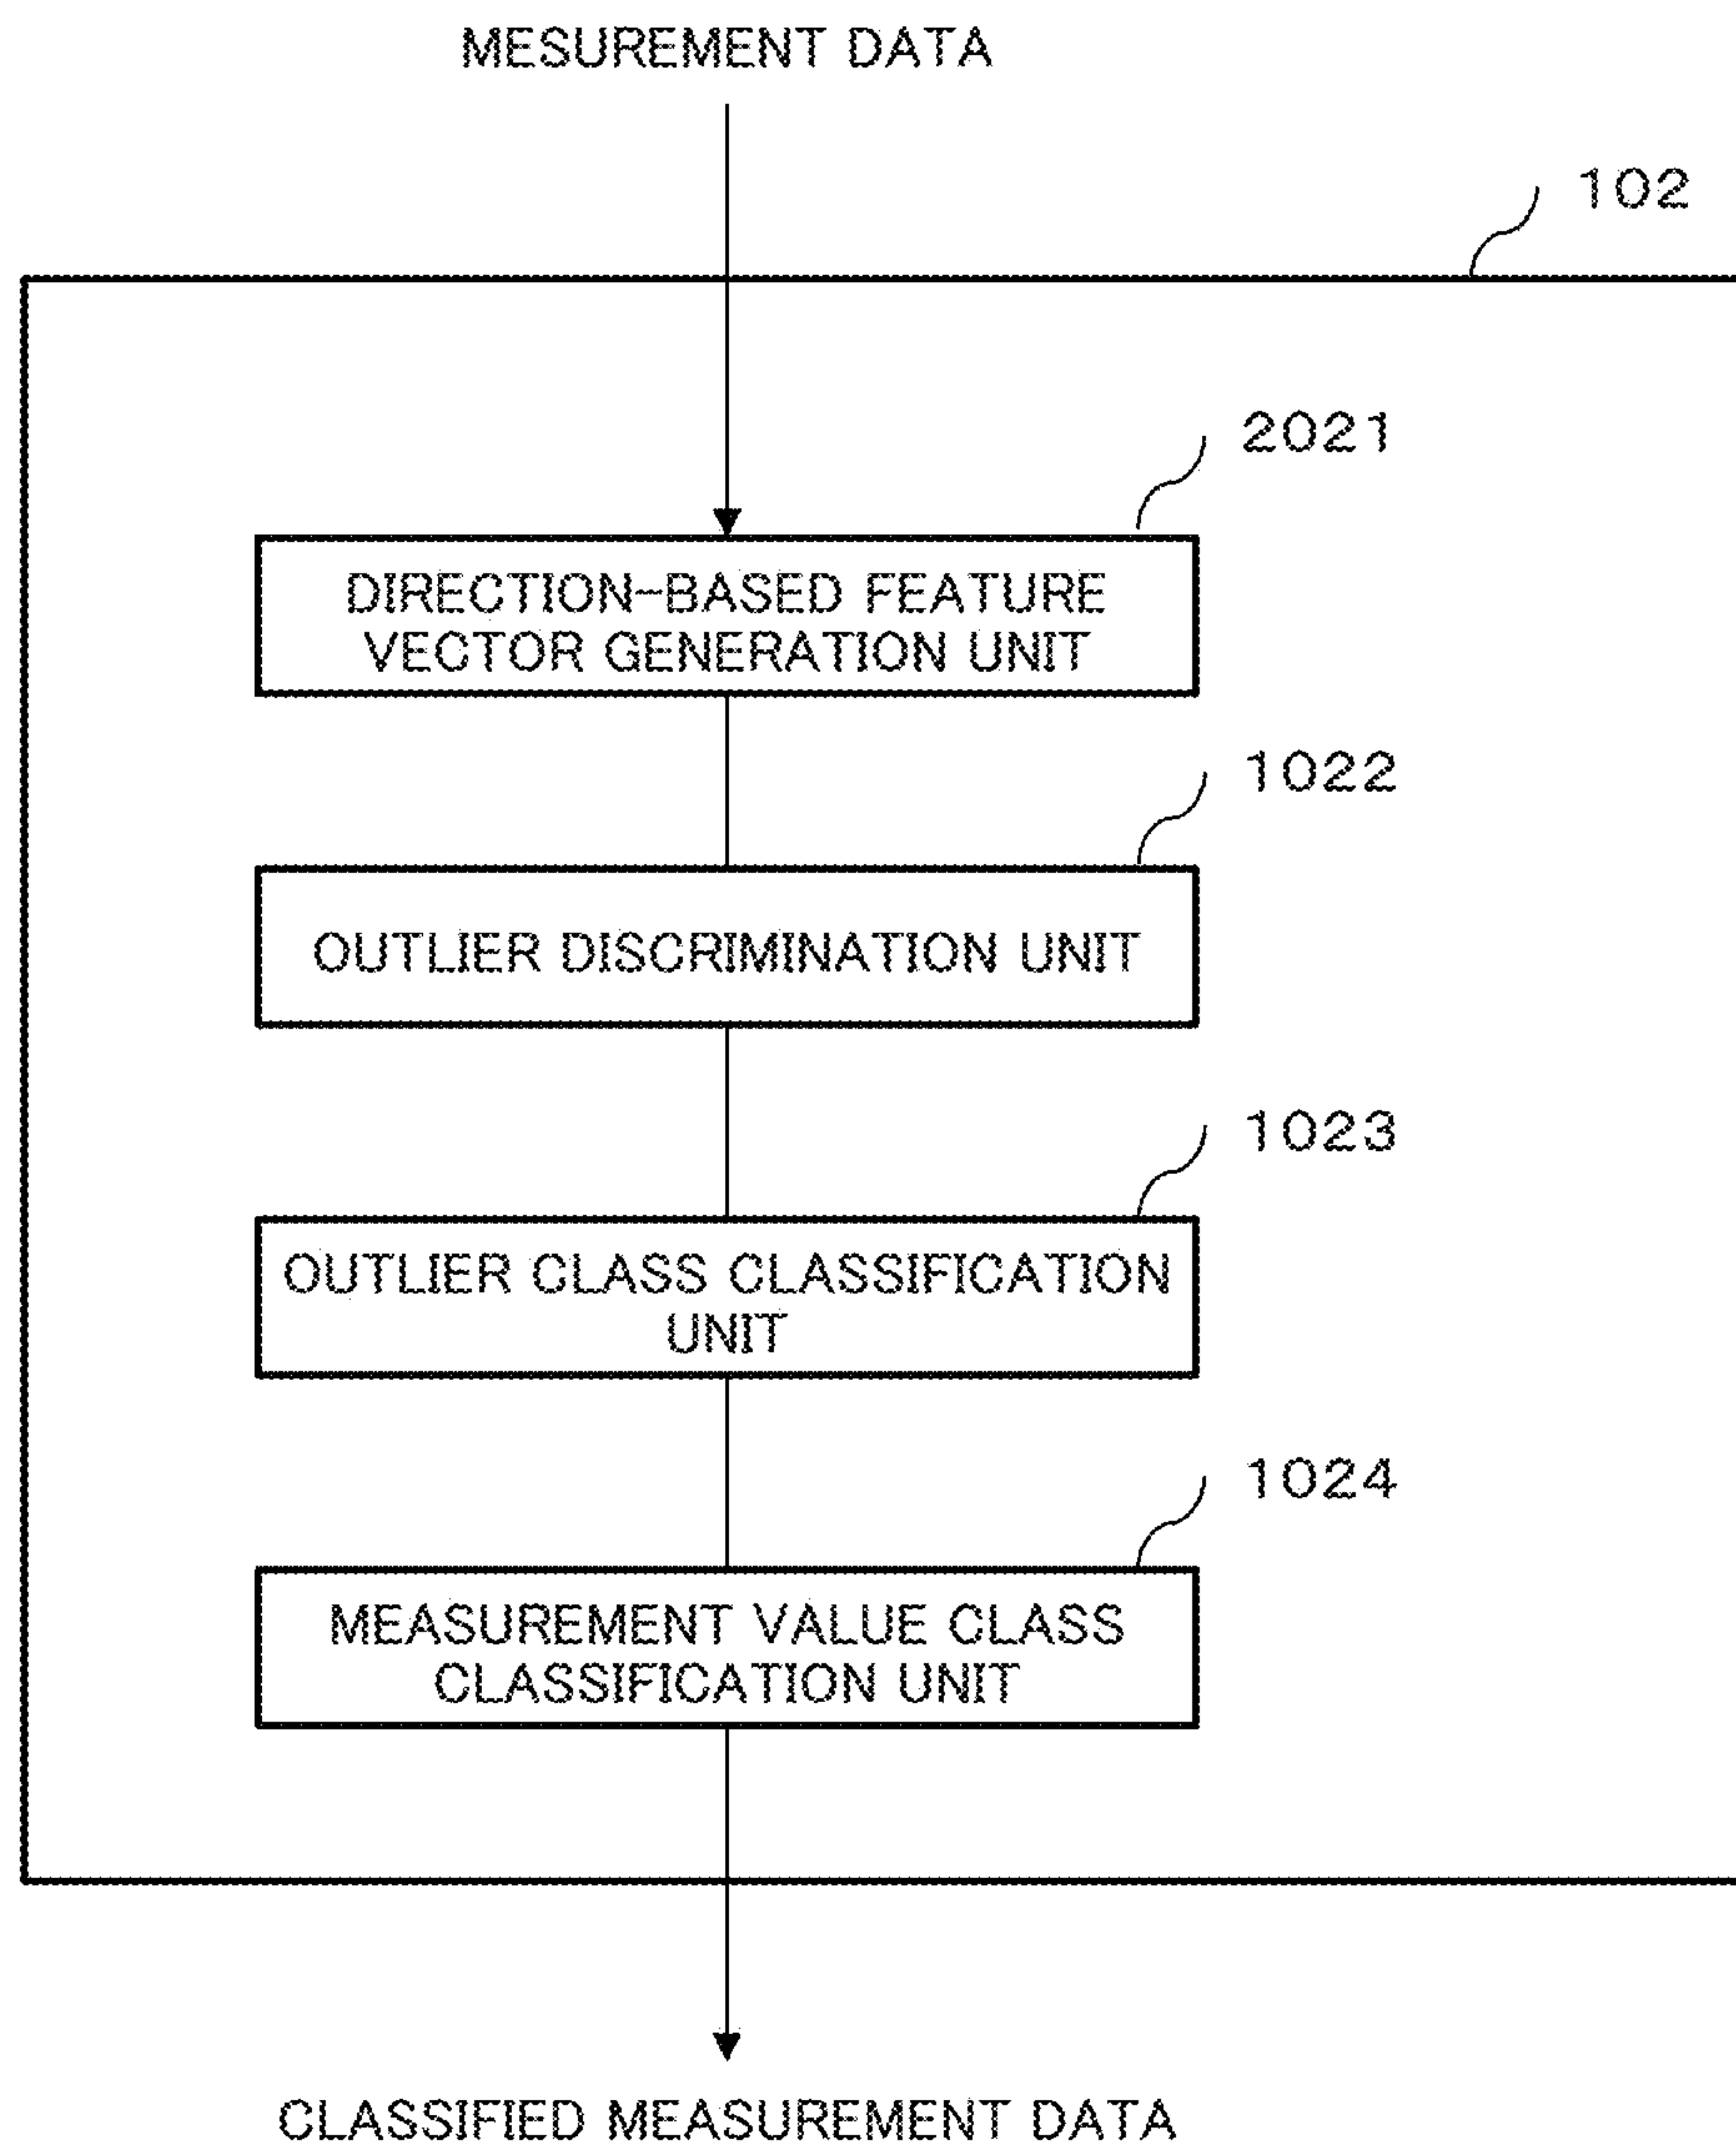 MESUREMENT DATA
102
2021
DIRECTION-BASED FEATURE
VECTOR GENERATION UNIT
1022
OUTLIER DISCRIMINATION UNIT
1023
OUTLIER CLASS CLASSIFICATION
UNIT
1024
MEASUREMENT VALUE CLASS
CLASSIFICATION UNIT
CLASSIFIED MEASUREMENT DATA